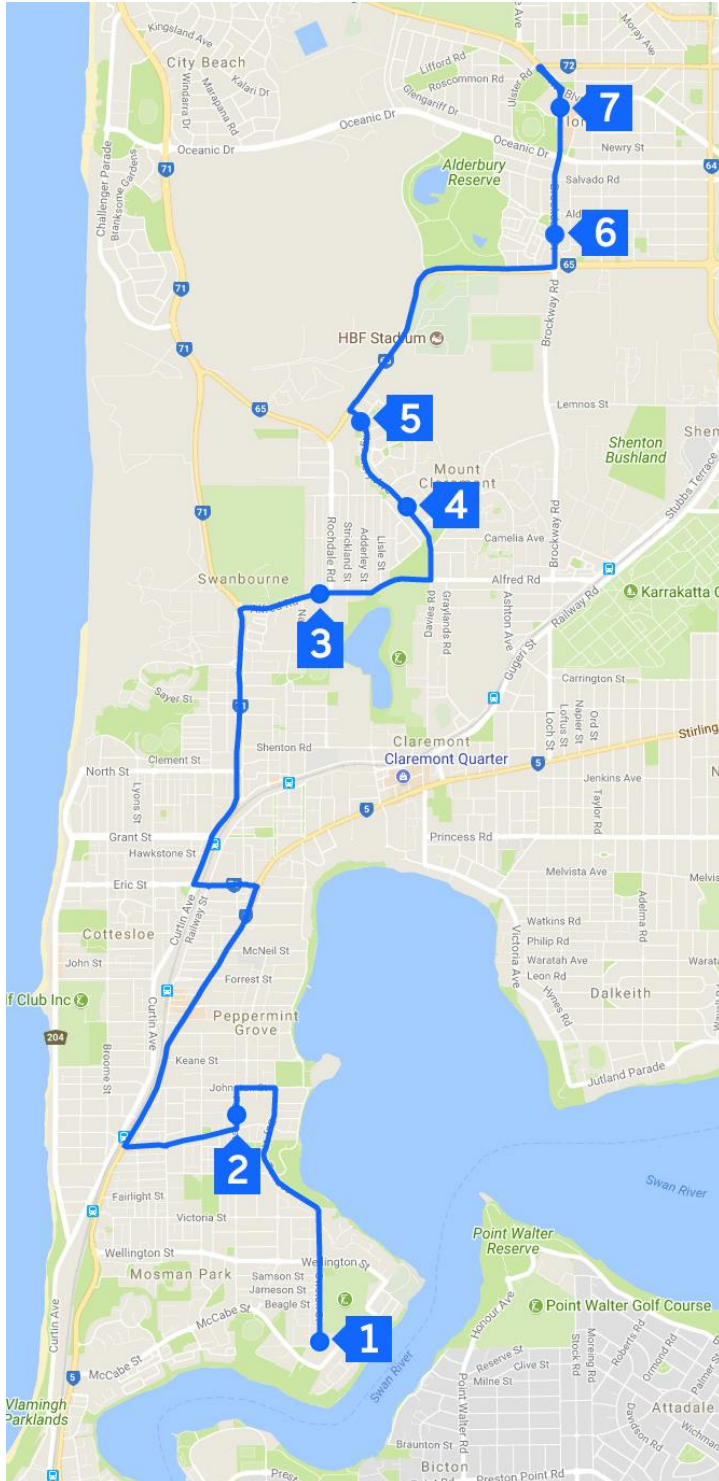 Kingsland Ave
City Beach
Windarra Dr
Marapana Rd
Kalari Dr
Lifford Rd
Roscommon Rd
Glengariff Dr
Ulster Rd
Moray Ave
72
7
Oceanic Dr
Oceanic Dr
71
Challenger Parade
Branksome Gardens
Alderbury
Reserve
Newry St
64
Salvado Rd
6
71
65
HBF Stadium
Brockway Rd
71
65
5
Lemnos St
Shenton
Bushland
Stubbs Terrace
Mount
4
71
Rochdale Rd
Strickland St
Adderley St
Lisle St
Camelia Ave
Brockway Rd
Swanbourne
Alfred Rd
Railway Rd
Karrakatta
3
Davies Rd
Graylands Rd
Ashton Ave
Gugeri St
Carrington St
Sayer St
Loch St
Loftus St
Napier St
Ord St
Clement St
Shenton Rd
Claremont
Claremont Quarter
Stirling
North St
Lyons St
5
Jenkins Ave
Taylor Rd
5
Grant St
Hawkstone St
Princess Rd
Eric St
Melvista Ave
Curtin Ave
Railway St
Cottesloe
Watkins Rd
Philip Rd
Waratah Ave
Leon Rd
Adelma Rd
McNeil St
John St
Victoria Ave
Hynes Rd
Dalkeith
Forrest St
f Club Inc
Peppermint
Grove
204
Curtin Ave
Broome St
Keane St
Jutland Parade
2
Fairlight St
Swan River
Victoria St
Point Walter
Reserve
Wellington St
Wellington St
Mosman Park
Samson St
Jameson St
Beagle St
McCabe St
Honour Ave
Point Walter Golf Course
1
Curtin Ave
5
McCabe St
Swan River
Reserve St
Clive St
Milne St
Moreing Rd
Stock Rd
Roberts Rd
Ormond Rd
Palmer St
Vlamingh
Parklands
Point Walter Rd
Attadale
Davidson Rd
Braunton St
Bicton
Preston Point Rd